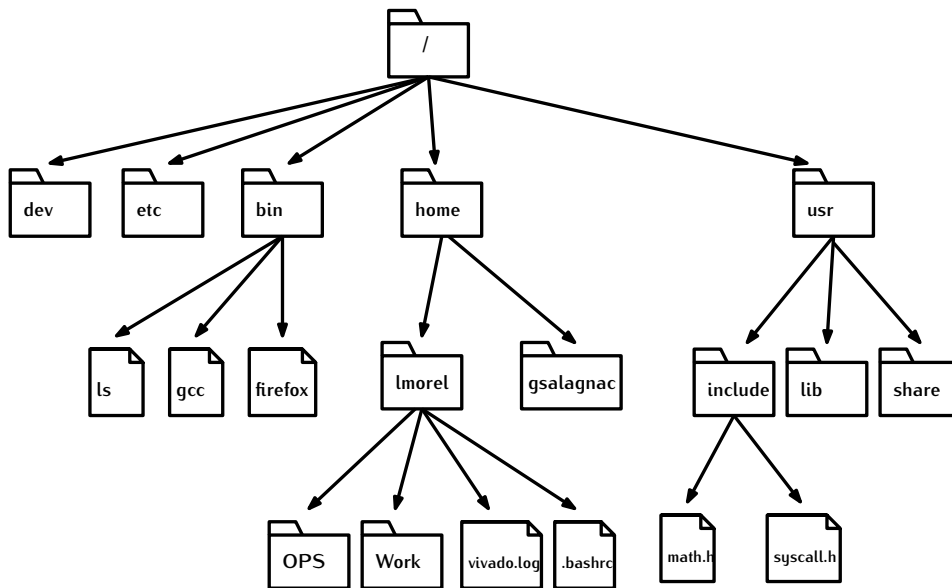 /
dev
etc
bin
home
usr
ls
gcc
firefox
lmorel
gsalagnac
include
lib
share
OPS
Work
vivado.log
.bashrc
math.h
syscall.h